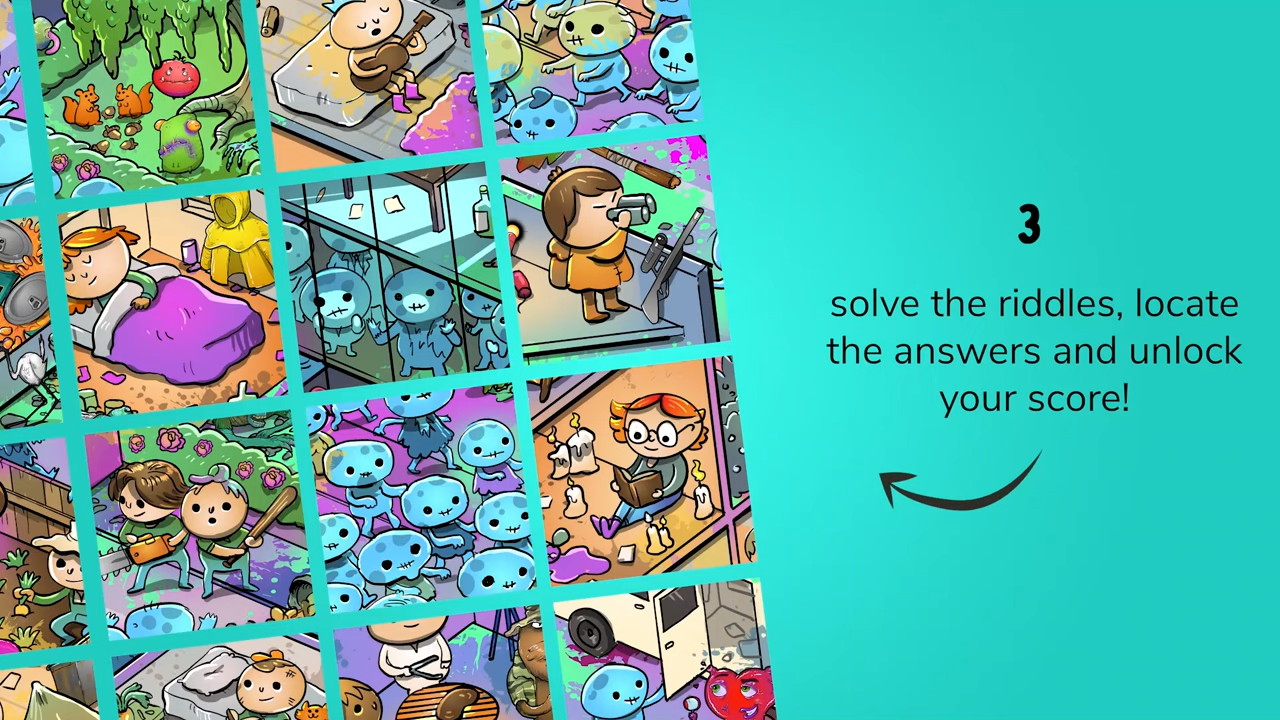 3
solve the riddles, locate
the answers and unlock
your score!